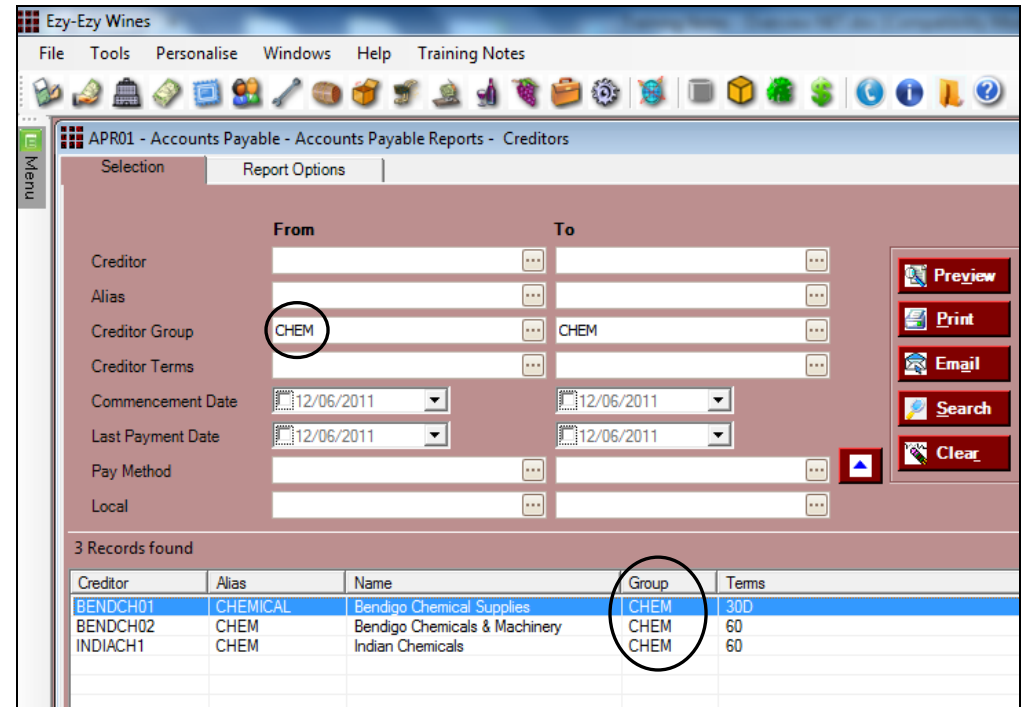 Ezy-Ezy Wines
File Tools Personalise Windows Help Training Notes
Menu
APR01 - Accounts Payable - Accounts Payable Reports - Creditors
Selection Report Options
From To
Creditor
Alias
Creditor Group CHEM CHEM
Creditor Terms
Commencement Date 12/06/2011 12/06/2011
Last Payment Date 12/06/2011 12/06/2011
Pay Method
Local
Preview
Print
Email
Search
Clear
3 Records found
Creditor Alias Name Group Terms
BENDCH01 CHEMICAL Bendigo Chemical Supplies CHEM 30D
BENDCH02 CHEM Bendigo Chemicals & Machinery CHEM 60
INDIACH1 CHEM Indian Chemicals CHEM 60